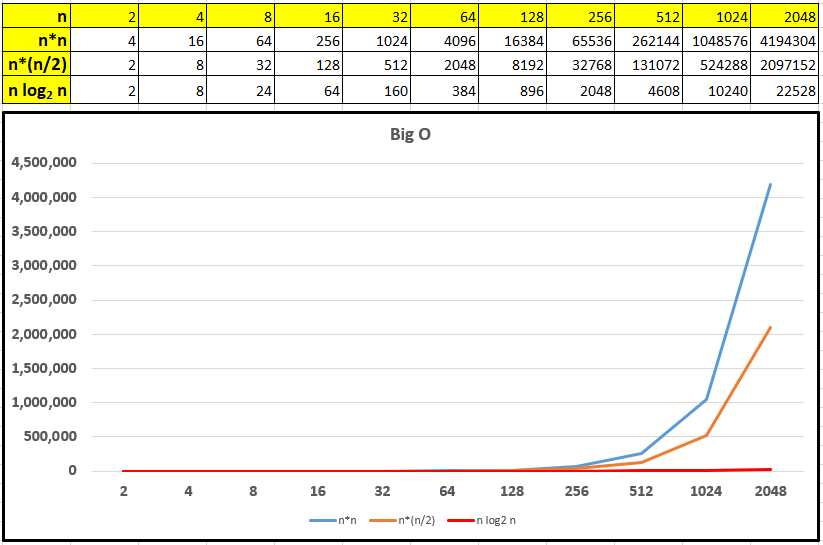 n 2 4 8 16 32 64 128 256 512 1024 2048
n*n 4 16 64 256 1024 4096 16384 65536 262144 1048576 4194304
n*(n/2) 2 8 32 128 512 2048 8192 32768 131072 524288 2097152
n log₂ n 2 8 24 64 160 384 896 2048 4608 10240 22528
Big O
4,500,000
4,000,000
3,500,000
3,000,000
2,500,000
2,000,000
1,500,000
1,000,000
500,000
0
2 4 8 16 32 64 128 256 512 1024 2048
n*n n*(n/2) n log2 n